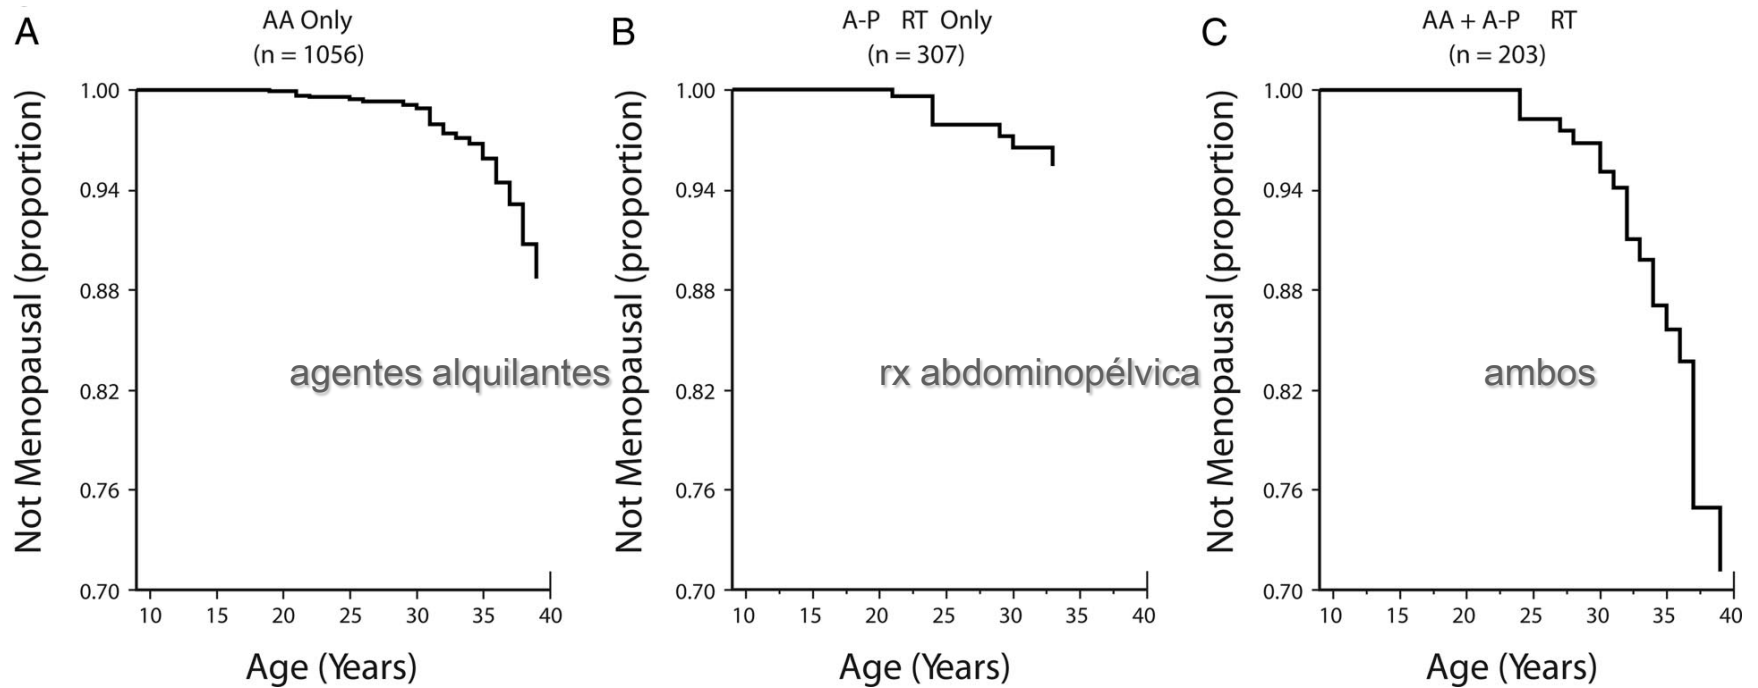 A
AA Only
(n = 1056)
Not Menopausal (proportion)
1.00
0.94
0.88
0.82
0.76
0.70
agentes alquilantes
10 15 20 25 30 35 40
Age (Years)
B
A-P RT Only
(n = 307)
Not Menopausal (proportion)
1.00
0.94
0.88
0.82
0.76
0.70
rx abdominopélvica
10 15 20 25 30 35 40
Age (Years)
C
AA + A-P RT
(n = 203)
Not Menopausal (proportion)
1.00
0.94
0.88
0.82
0.76
0.70
ambos
10 15 20 25 30 35 40
Age (Years)